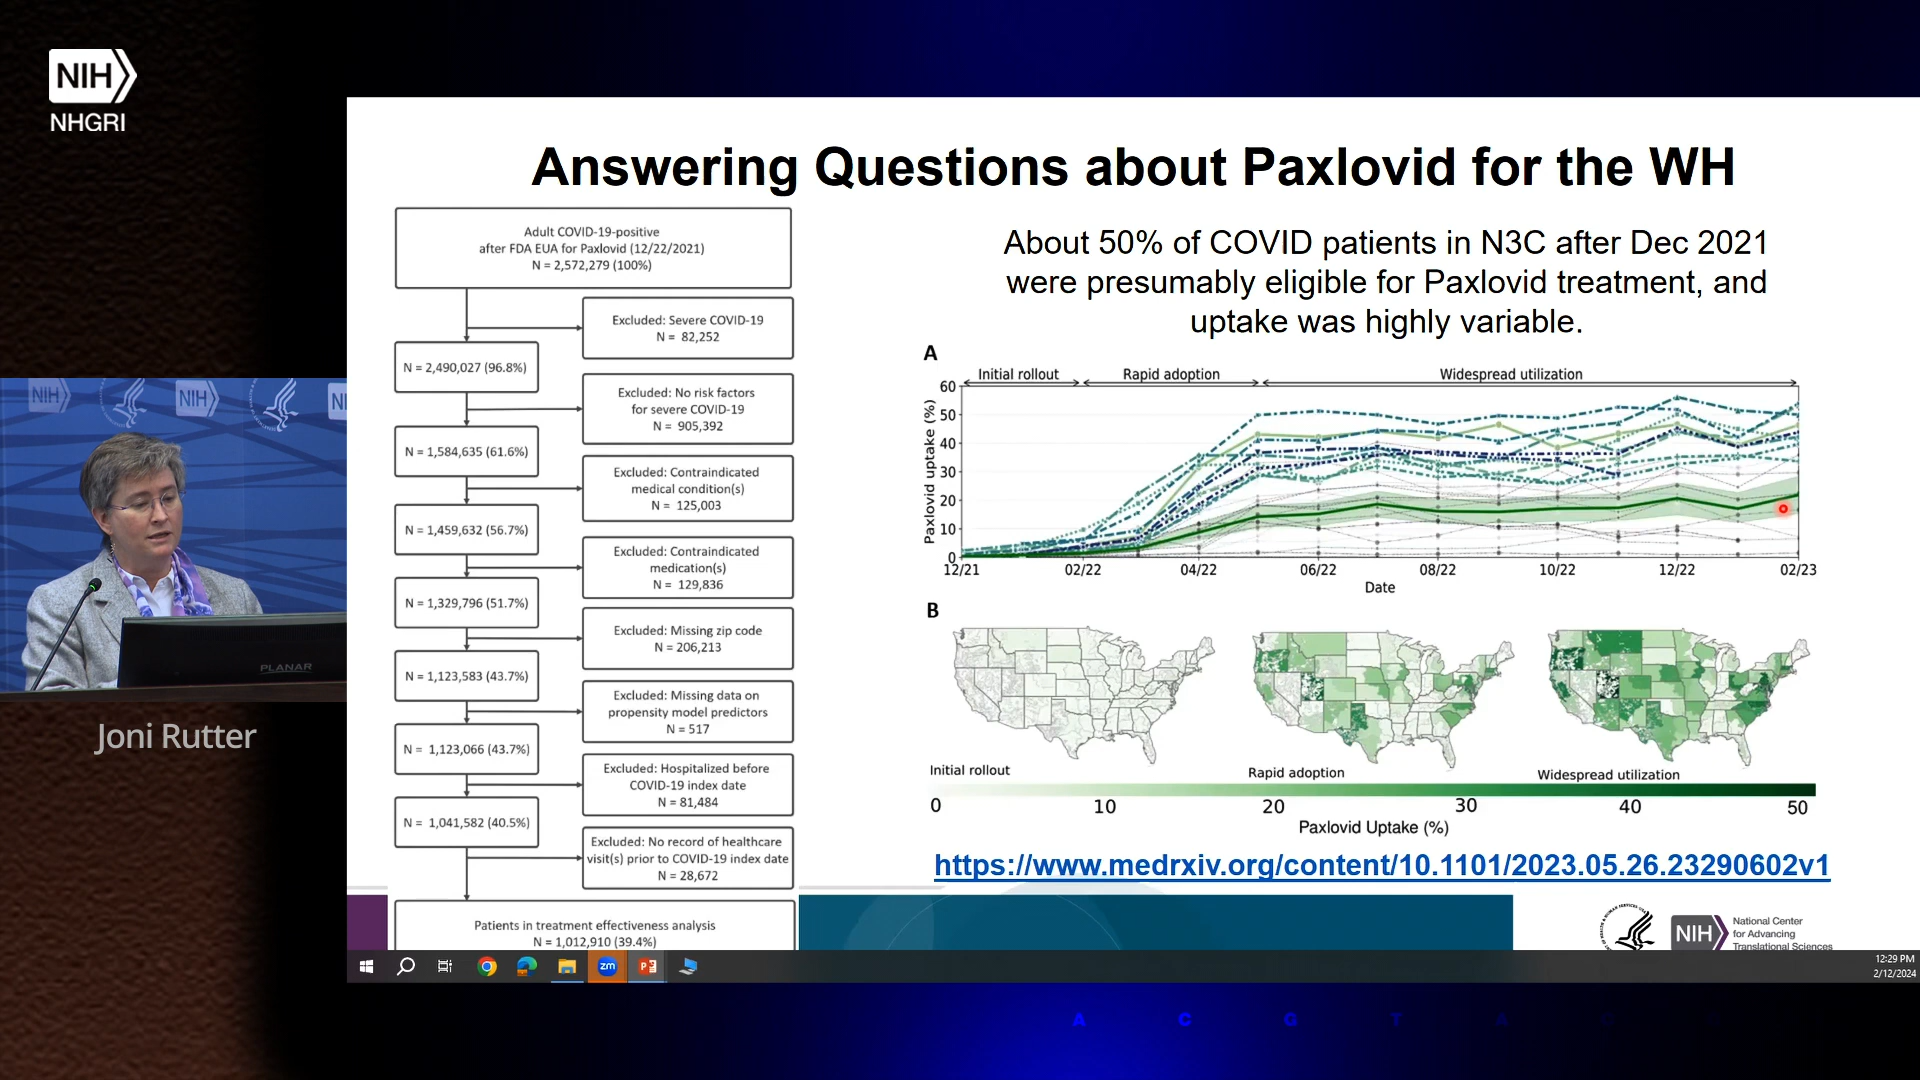 NIH
NHGRI
Answering Questions about Paxlovid for the WH
Adult COVID-19-positive
after FDA EUA for Paxlovid (12/22/2021)
N = 2,572,279 (100%)
Excluded: Severe COVID-19
N = 82,252
N = 2,490,027 (96.8%)
Excluded: No risk factors
for severe COVID-19
N = 905,392
N = 1,584,635 (61.6%)
Excluded: Contraindicated
medical condition(s)
N = 125,003
N = 1,459,632 (56.7%)
Excluded: Contraindicated
medication(s)
N = 129,836
N = 1,329,796 (51.7%)
Excluded: Missing zip code
N = 206,213
N = 1,123,583 (43.7%)
Excluded: Missing data on
propensity model predictors
N = 517
N = 1,123,066 (43.7%)
Excluded: Hospitalized before
COVID-19 index date
N = 81,484
N = 1,041,582 (40.5%)
Excluded: No record of healthcare
visit(s) prior to COVID-19 index date
N = 28,672
Patients in treatment effectiveness analysis
N = 1,012,910 (39.4%)
About 50% of COVID patients in N3C after Dec 2021
were presumably eligible for Paxlovid treatment, and
uptake was highly variable.
A
Initial rollout Rapid adoption Widespread utilization
60
50
40
30
20
10
0
Paxlovid uptake (%)
12/21 02/22 04/22 06/22 08/22 10/22 12/22 02/23
Date
B
Initial rollout Rapid adoption Widespread utilization
0 10 20 30 40 50
Paxlovid Uptake (%)
https://www.medrxiv.org/content/10.1101/2023.05.26.23290602v1
NIH
National Center
for Advancing
Translational Sciences
zm
12:29 PM
2/12/2024
NIH NIH NI
PLANAR
Joni Rutter
A C G T A G